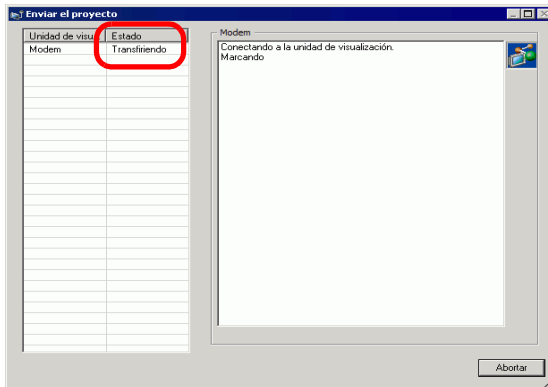 Enviar el proyecto
Unidad de visu... Estado
Modem Transfiriendo
Modem
Conectando a la unidad de visualización.
Marcando
Abortar